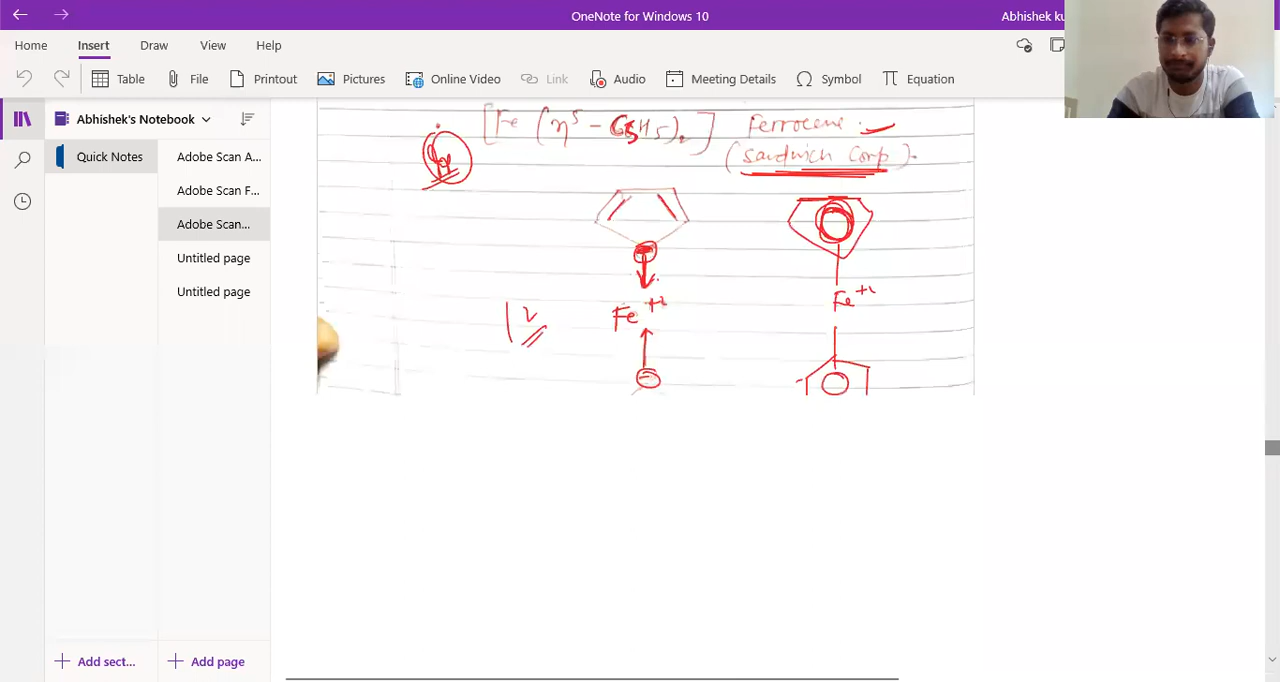 OneNote for Windows 10
Abhishek ku
Home
Insert
Draw
View
Help
Table
File
Printout
Pictures
Online Video
Link
Audio
Meeting Details
Symbol
Equation
Abhishek's Notebook
Quick Notes
Adobe Scan A...
Adobe Scan F...
Adobe Scan...
Untitled page
Untitled page
[Fe (η⁵ - C5H5)₂] Ferrocene.
(Sandwich Comp).
Fe⁺²
Fe⁺²
Add sect...
Add page